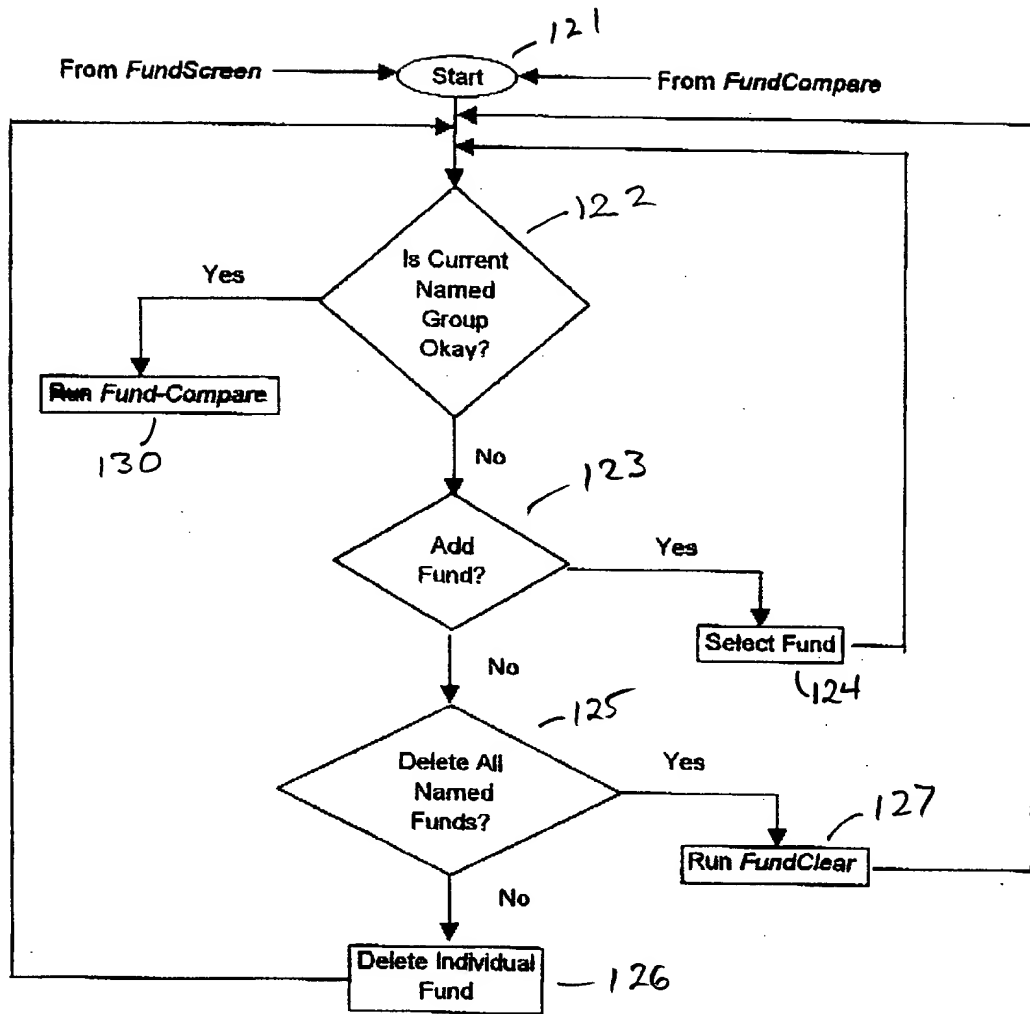 121
From FundScreen
Start
From FundCompare
122
Is Current
Named
Group
Okay?
Yes
Run Fund-Compare
130
No
123
Add
Fund?
Yes
Select Fund
124
No
125
Delete All
Named
Funds?
Yes
127
Run FundClear
No
Delete Individual
Fund
126